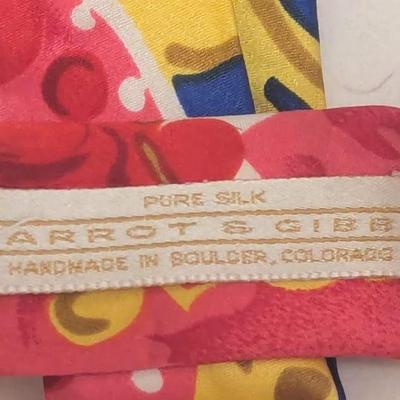 PURE SILK
ARROT & GIBB
HANDMADE IN BOULDER, COLORADO